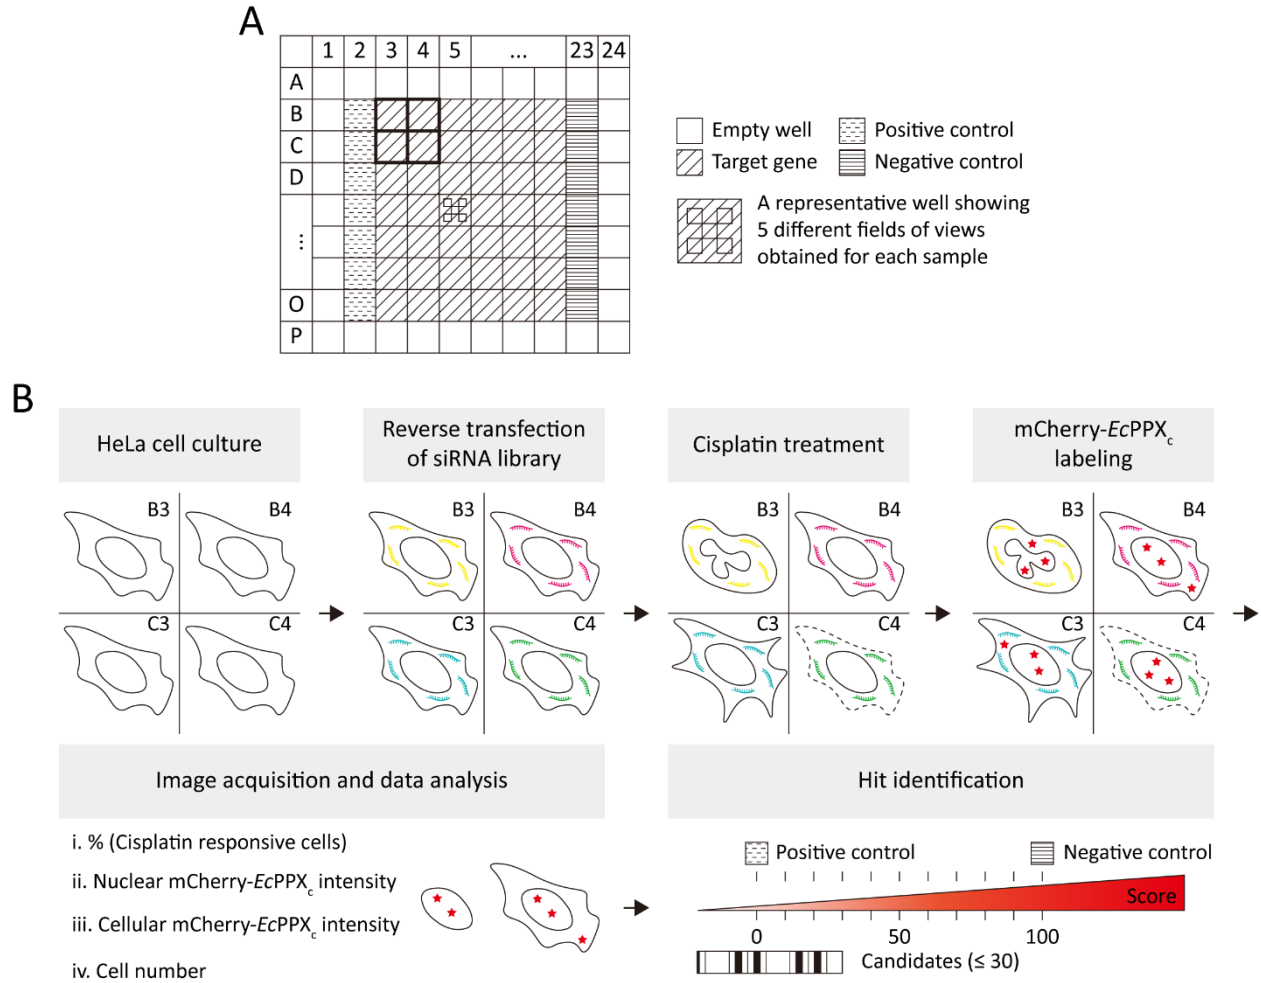 A
1 2 3 4 5 ... 23 24
A
B
C
D
...
O
P
Empty well
Positive control
Target gene
Negative control
A representative well showing
5 different fields of views
obtained for each sample
B
HeLa cell culture
Reverse transfection
of siRNA library
Cisplatin treatment
mCherry-EcPPXc
labeling
B3 B4
C3 C4
B3 B4
C3 C4
B3 B4
C3 C4
B3 B4
C3 C4
Image acquisition and data analysis
i. % (Cisplatin responsive cells)
ii. Nuclear mCherry-EcPPXc intensity
iii. Cellular mCherry-EcPPXc intensity
iv. Cell number
Hit identification
Positive control
Negative control
Score
0 50 100
Candidates (≤ 30)